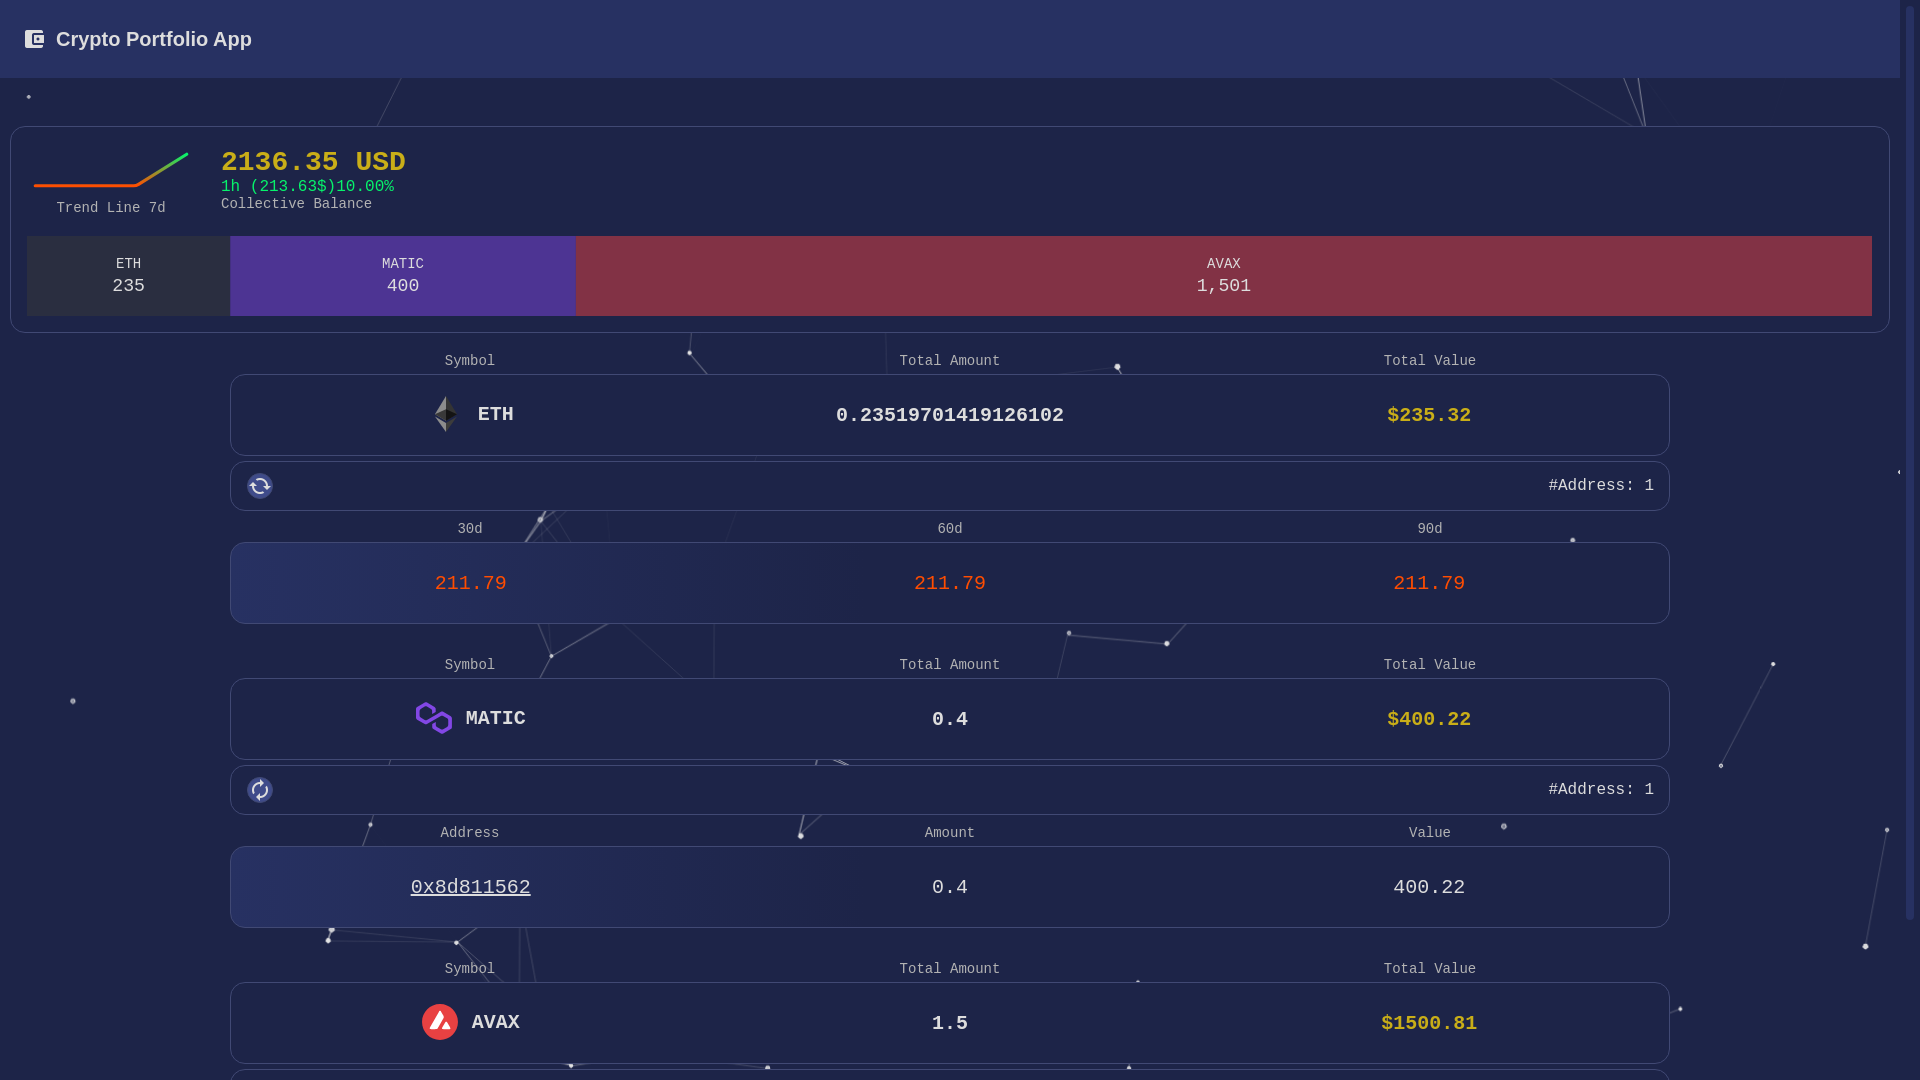 Crypto Portfolio App
2136.35 USD
1h (213.63$)10.00%
Collective Balance
Trend Line 7d
ETH MATIC AVAX
235 400 1,501
Symbol Total Amount Total Value
ETH 0.23519701419126102 $235.32
#Address: 1
30d 60d 90d
211.79 211.79 211.79
Symbol Total Amount Total Value
MATIC 0.4 $400.22
#Address: 1
Address Amount Value
0x8d811562 0.4 400.22
Symbol Total Amount Total Value
AVAX 1.5 $1500.81